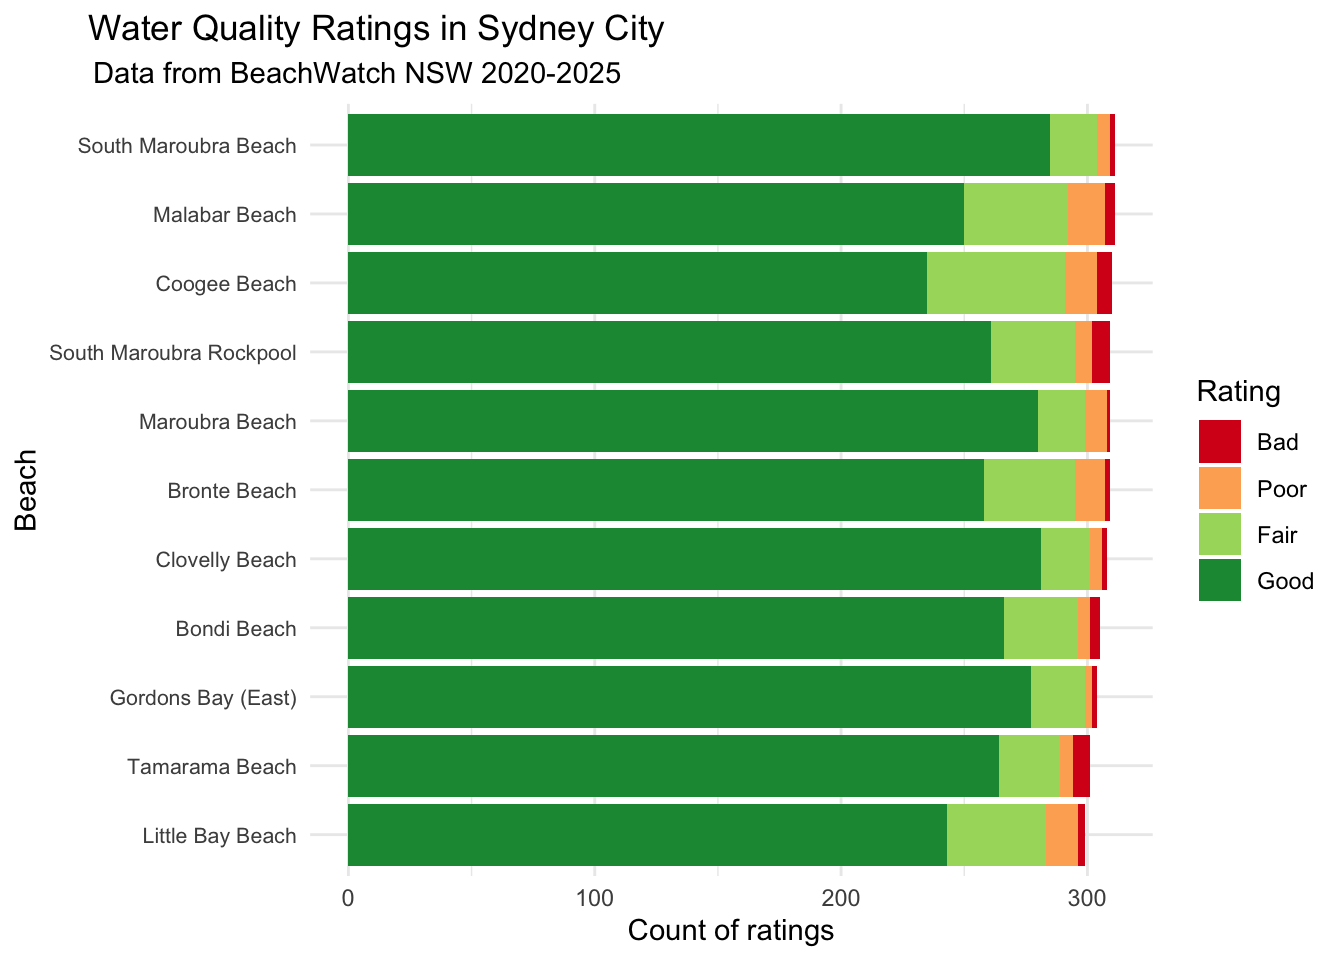 Water Quality Ratings in Sydney City
Data from BeachWatch NSW 2020-2025
Beach
South Maroubra Beach
Malabar Beach
Coogee Beach
South Maroubra Rockpool
Maroubra Beach
Bronte Beach
Clovelly Beach
Bondi Beach
Gordons Bay (East)
Tamarama Beach
Little Bay Beach
0 100 200 300
Count of ratings
Rating
Bad
Poor
Fair
Good